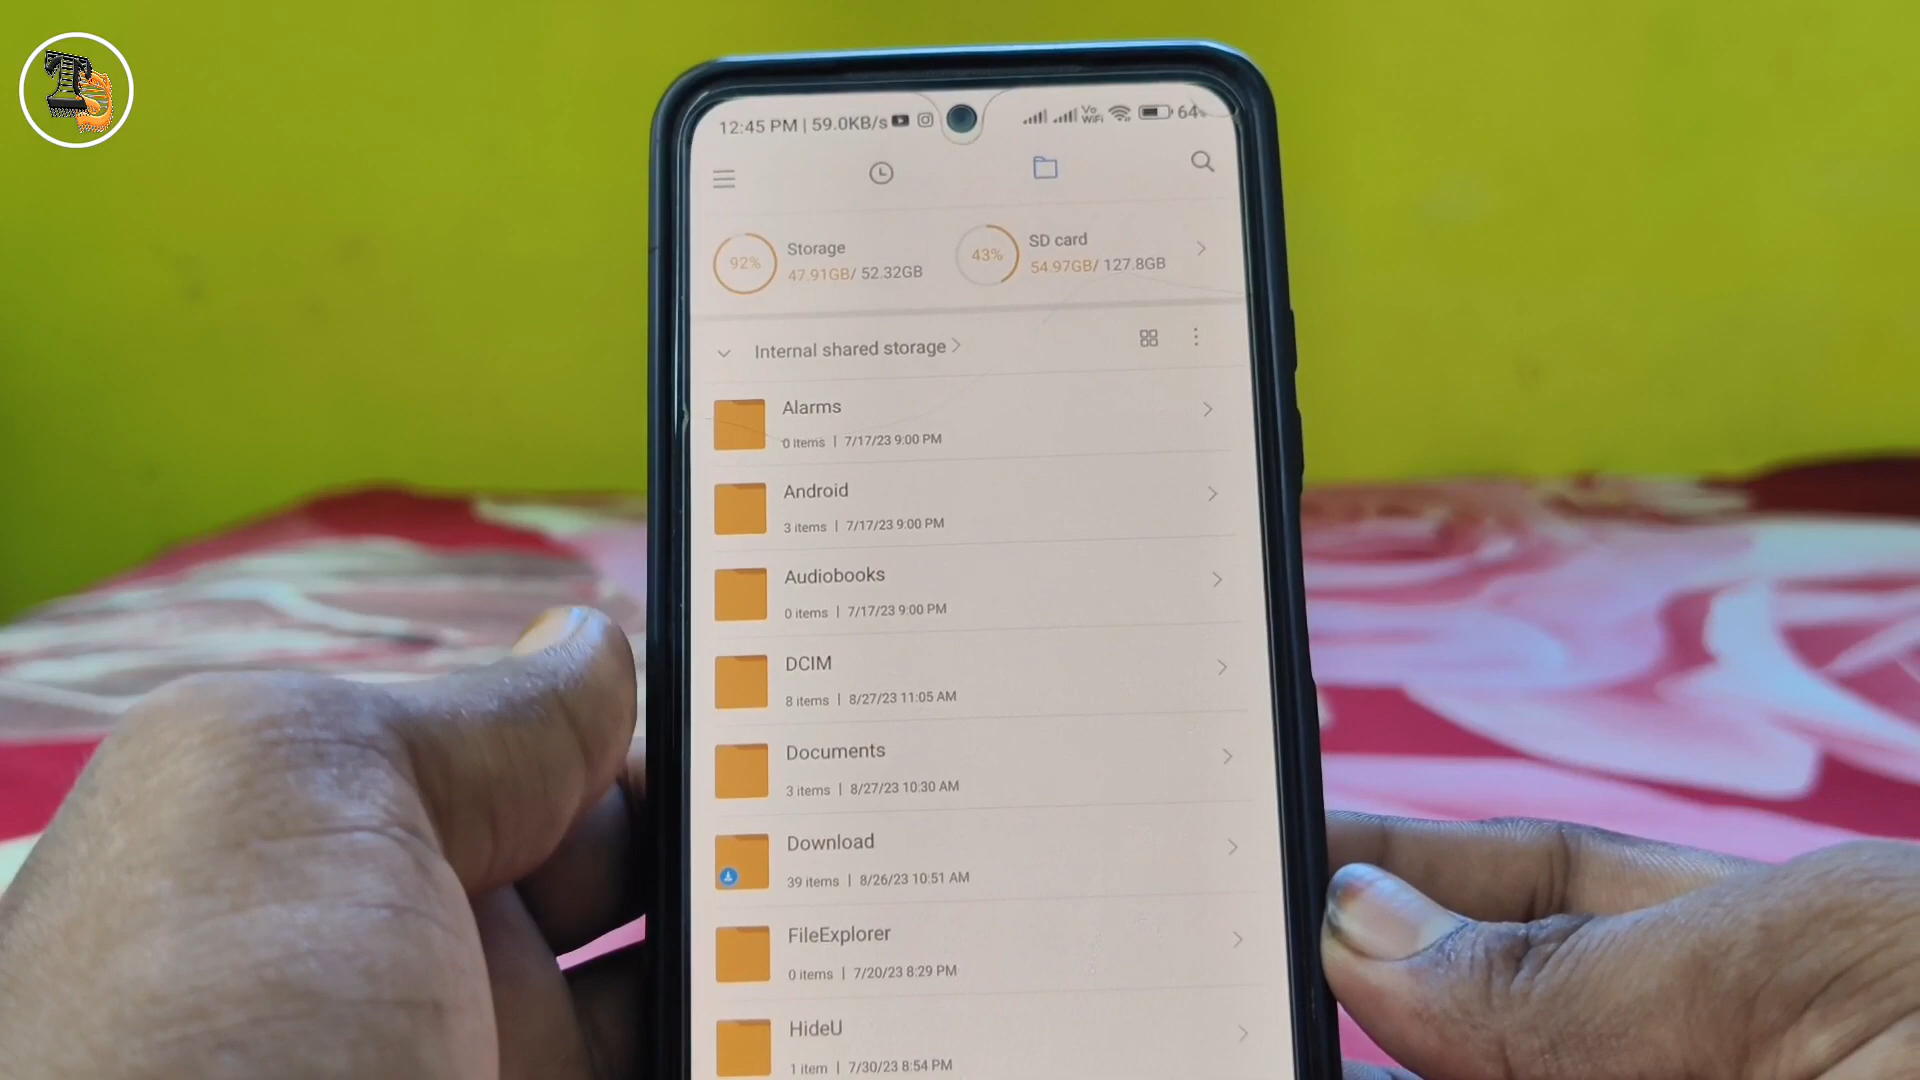 TS
12:45 PM | 59.0KB/s Vo WiFi 64
92% Storage
47.91GB/ 52.32GB
43% SD card
54.97GB/ 127.8GB
Internal shared storage
Alarms
0 items | 7/17/23 9:00 PM
Android
3 items | 7/17/23 9:00 PM
Audiobooks
0 items | 7/17/23 9:00 PM
DCIM
8 items | 8/27/23 11:05 AM
Documents
3 items | 8/27/23 10:30 AM
Download
39 items | 8/26/23 10:51 AM
FileExplorer
0 items | 7/20/23 8:29 PM
HideU
1 item | 7/30/23 8:54 PM